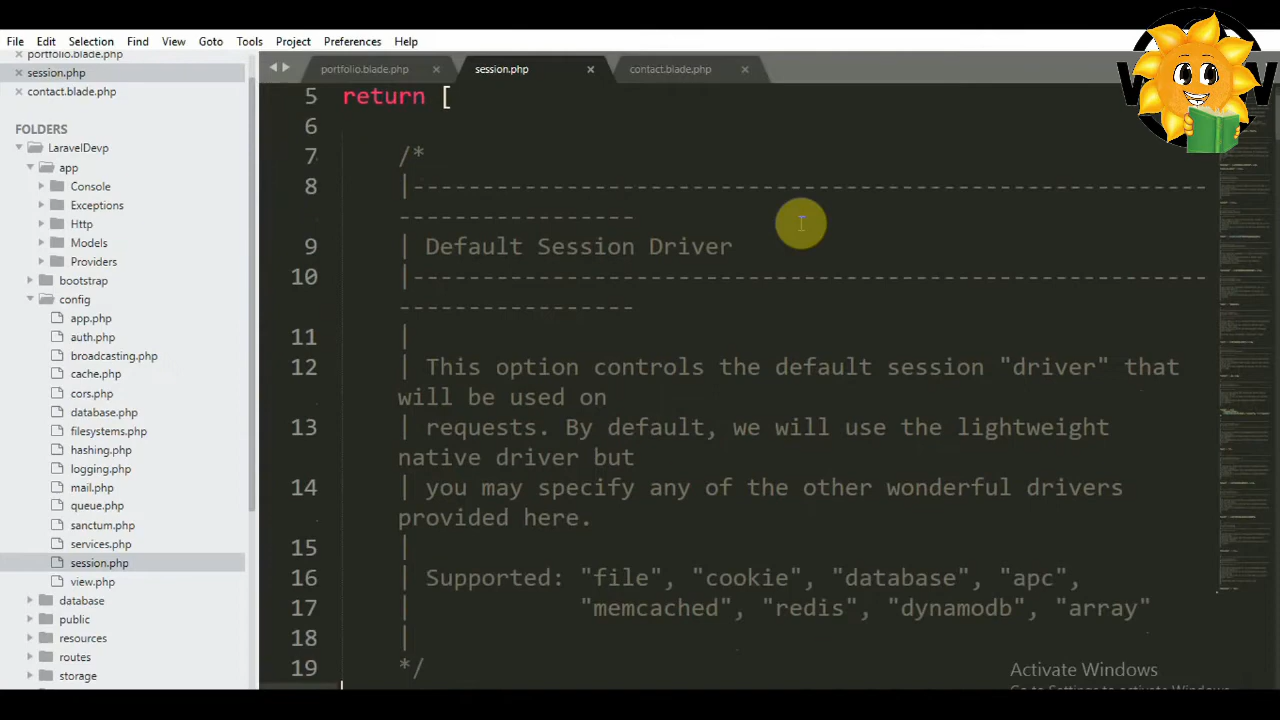 File Edit Selection Find View Goto Tools Project Preferences Help
portfolio.blade.php
session.php
contact.blade.php
FOLDERS
LaravelDevp
app
Console
Exceptions
Http
Models
Providers
bootstrap
config
app.php
auth.php
broadcasting.php
cache.php
cors.php
database.php
filesystems.php
hashing.php
logging.php
mail.php
queue.php
sanctum.php
services.php
session.php
view.php
database
public
resources
routes
storage
portfolio.blade.php session.php contact.blade.php
5 return [
6
7 /*
8 |--------------------------------------------------------------------------
----------------
9 | Default Session Driver
10 |--------------------------------------------------------------------------
----------------
11 |
12 | This option controls the default session "driver" that
will be used on
13 | requests. By default, we will use the lightweight
native driver but
14 | you may specify any of the other wonderful drivers
provided here.
15 |
16 | Supported: "file", "cookie", "database", "apc",
17 | "memcached", "redis", "dynamodb", "array"
18 |
19 */
Activate Windows
Go to Settings to activate Windows.